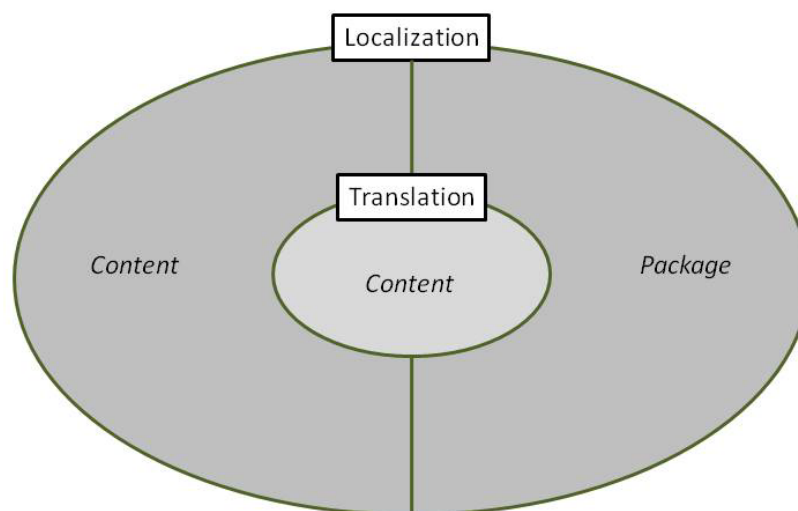 Localization
Translation
Content
Content
Package